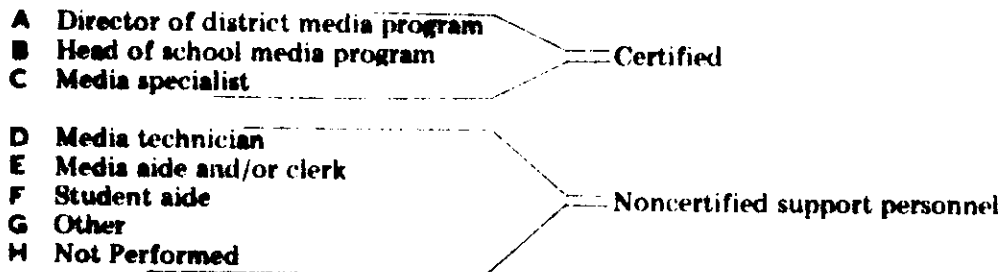 A Director of district media program
B Head of school media program
C Media specialist
Certified
D Media technician
E Media aide and/or clerk
F Student aide
G Other
H Not Performed
Noncertified support personnel